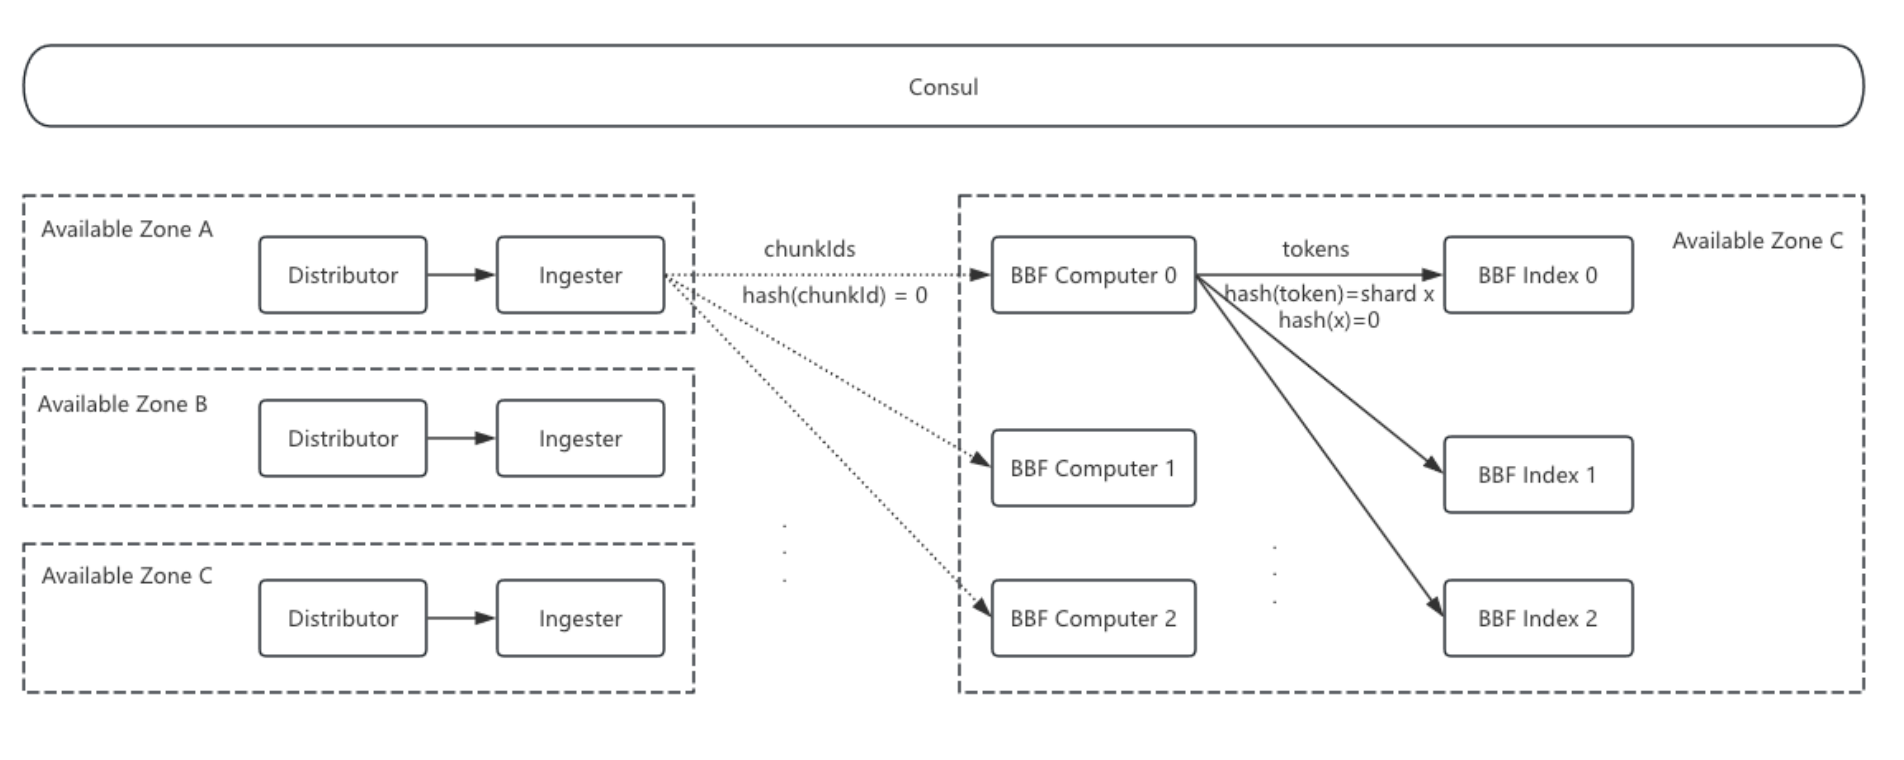 Consul
Available Zone A
Distributor
Ingester
chunkIds
hash(chunkId) = 0
BBF Computer 0
tokens
hash(token)=shard x
hash(x)=0
BBF Index 0
Available Zone C
Available Zone B
Distributor
Ingester
BBF Computer 1
BBF Index 1
Available Zone C
Distributor
Ingester
BBF Computer 2
BBF Index 2